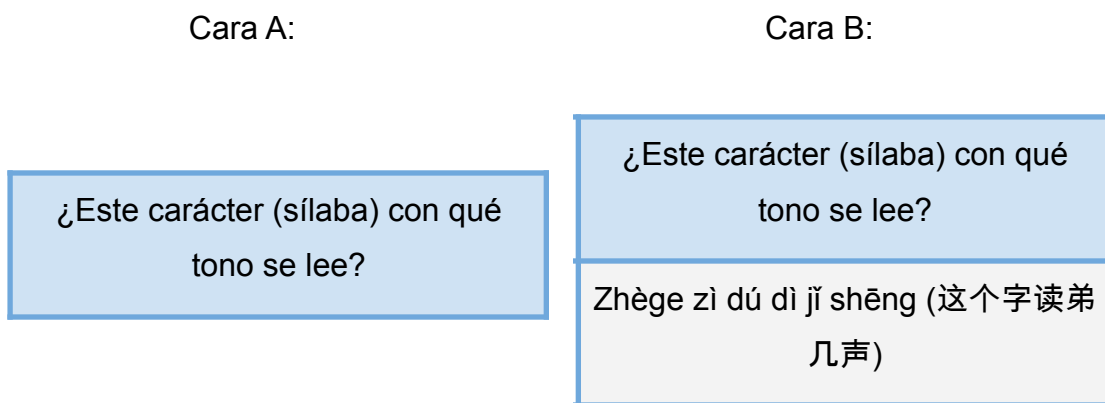 Cara A:
Cara B:
¿Este carácter (sílaba) con qué
tono se lee?
¿Este carácter (sílaba) con qué
tono se lee?
Zhège zì dú dì jǐ shēng (这个字读弟
几声)